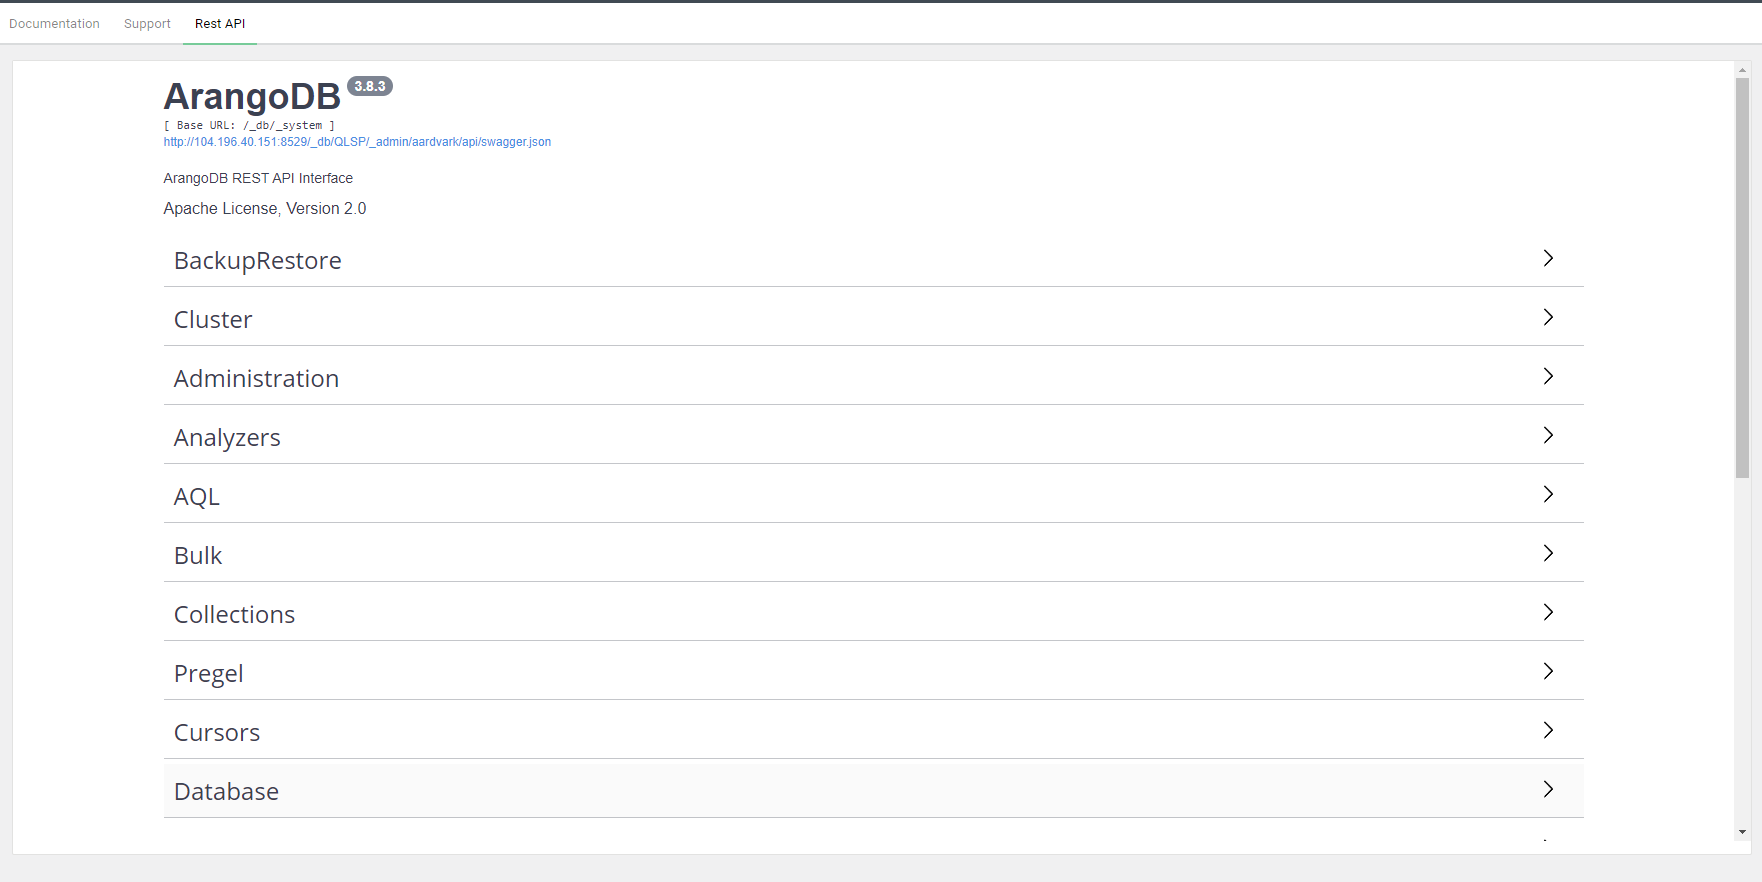 Documentation Support Rest API
ArangoDB 3.8.3
[ Base URL: /_db/_system ]
http://104.196.40.151:8529/_db/QLSP/_admin/aardvark/api/swagger.json
ArangoDB REST API Interface
Apache License, Version 2.0
BackupRestore
Cluster
Administration
Analyzers
AQL
Bulk
Collections
Pregel
Cursors
Database